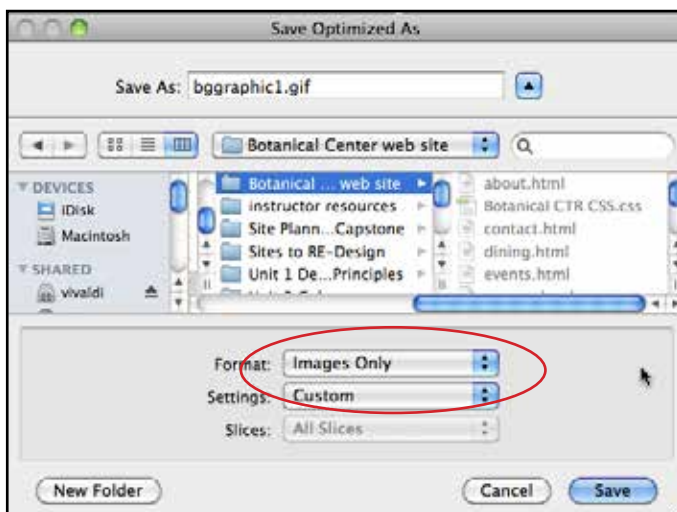 Save Optimized As
Save As: bggraphic1.gif
Botanical Center web site
DEVICES
iDisk
Macintosh
SHARED
vivaldi
Botanical ... web site
instructor resources
Site Plann...Capstone
Sites to RE-Design
Unit 1 De...Principles
about.html
Botanical CTR CSS.css
contact.html
dining.html
events.html
Format: Images Only
Settings: Custom
Slices: All Slices
New Folder
Cancel
Save